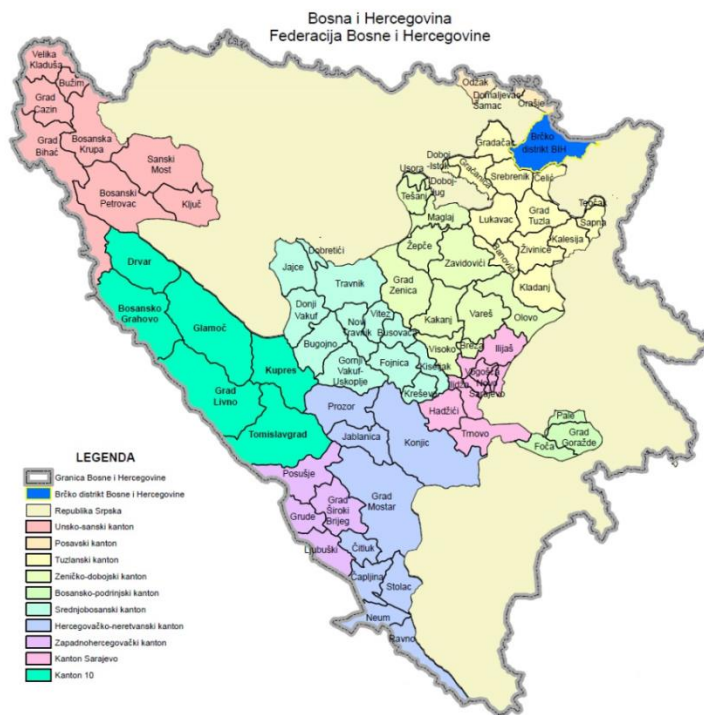 Bosna i Hercegovina
Federacija Bosne i Hercegovine
Velika
Kladuša
Bužim
Grad
Cazin
Grad
Bihać
Bosanska
Krupa
Sanski
Most
Bosanski
Petrovac
Ključ
Odžak
Domaljevac
Šamac
Orašje
Brčko
distrikt BIH
Gradačac
Doboj
-Istok
Gračanica
Srebrenik
Čelić
Usora
Doboj-
jug
Tešanj
Maglaj
Lukavac
Grad
Tuzla
Teočak
Sapna
Kalesija
Živinice
Banovići
Kladanj
Žepče
Zavidovići
Grad
Zenica
Kakanj
Vareš
Olovo
Visoko
Breza
Dobretići
Jajce
Travnik
Donji
Vakuf
Novi
Travnik
Vitez
Busovača
Bugojno
Gornji
Vakuf-
Uskoplje
Fojnica
Kiseljak
Kreševo
Drvar
Bosansko
Grahovo
Glamoč
Kupres
Grad
Livno
Tomislavgrad
Ilijaš
Vogošća
Novo
Sarajevo
Ilidža
Hadžići
Trnovo
Pale
Grad
Goražde
Foča
Prozor
Jablanica
Konjic
Posušje
Grad
Široki
Brijeg
Grude
Ljubuški
Grad
Mostar
Čitluk
Čapljina
Stolac
Neum
Ravno
LEGENDA
Granica Bosne i Hercegovine
Brčko distrikt Bosne i Hercegovine
Republika Srpska
Unsko-sanski kanton
Posavski kanton
Tuzlanski kanton
Zeničko-dobojski kanton
Bosansko-podrinjski kanton
Srednjobosanski kanton
Hercegovačko-neretvanski kanton
Zapadnohercegovački kanton
Kanton Sarajevo
Kanton 10